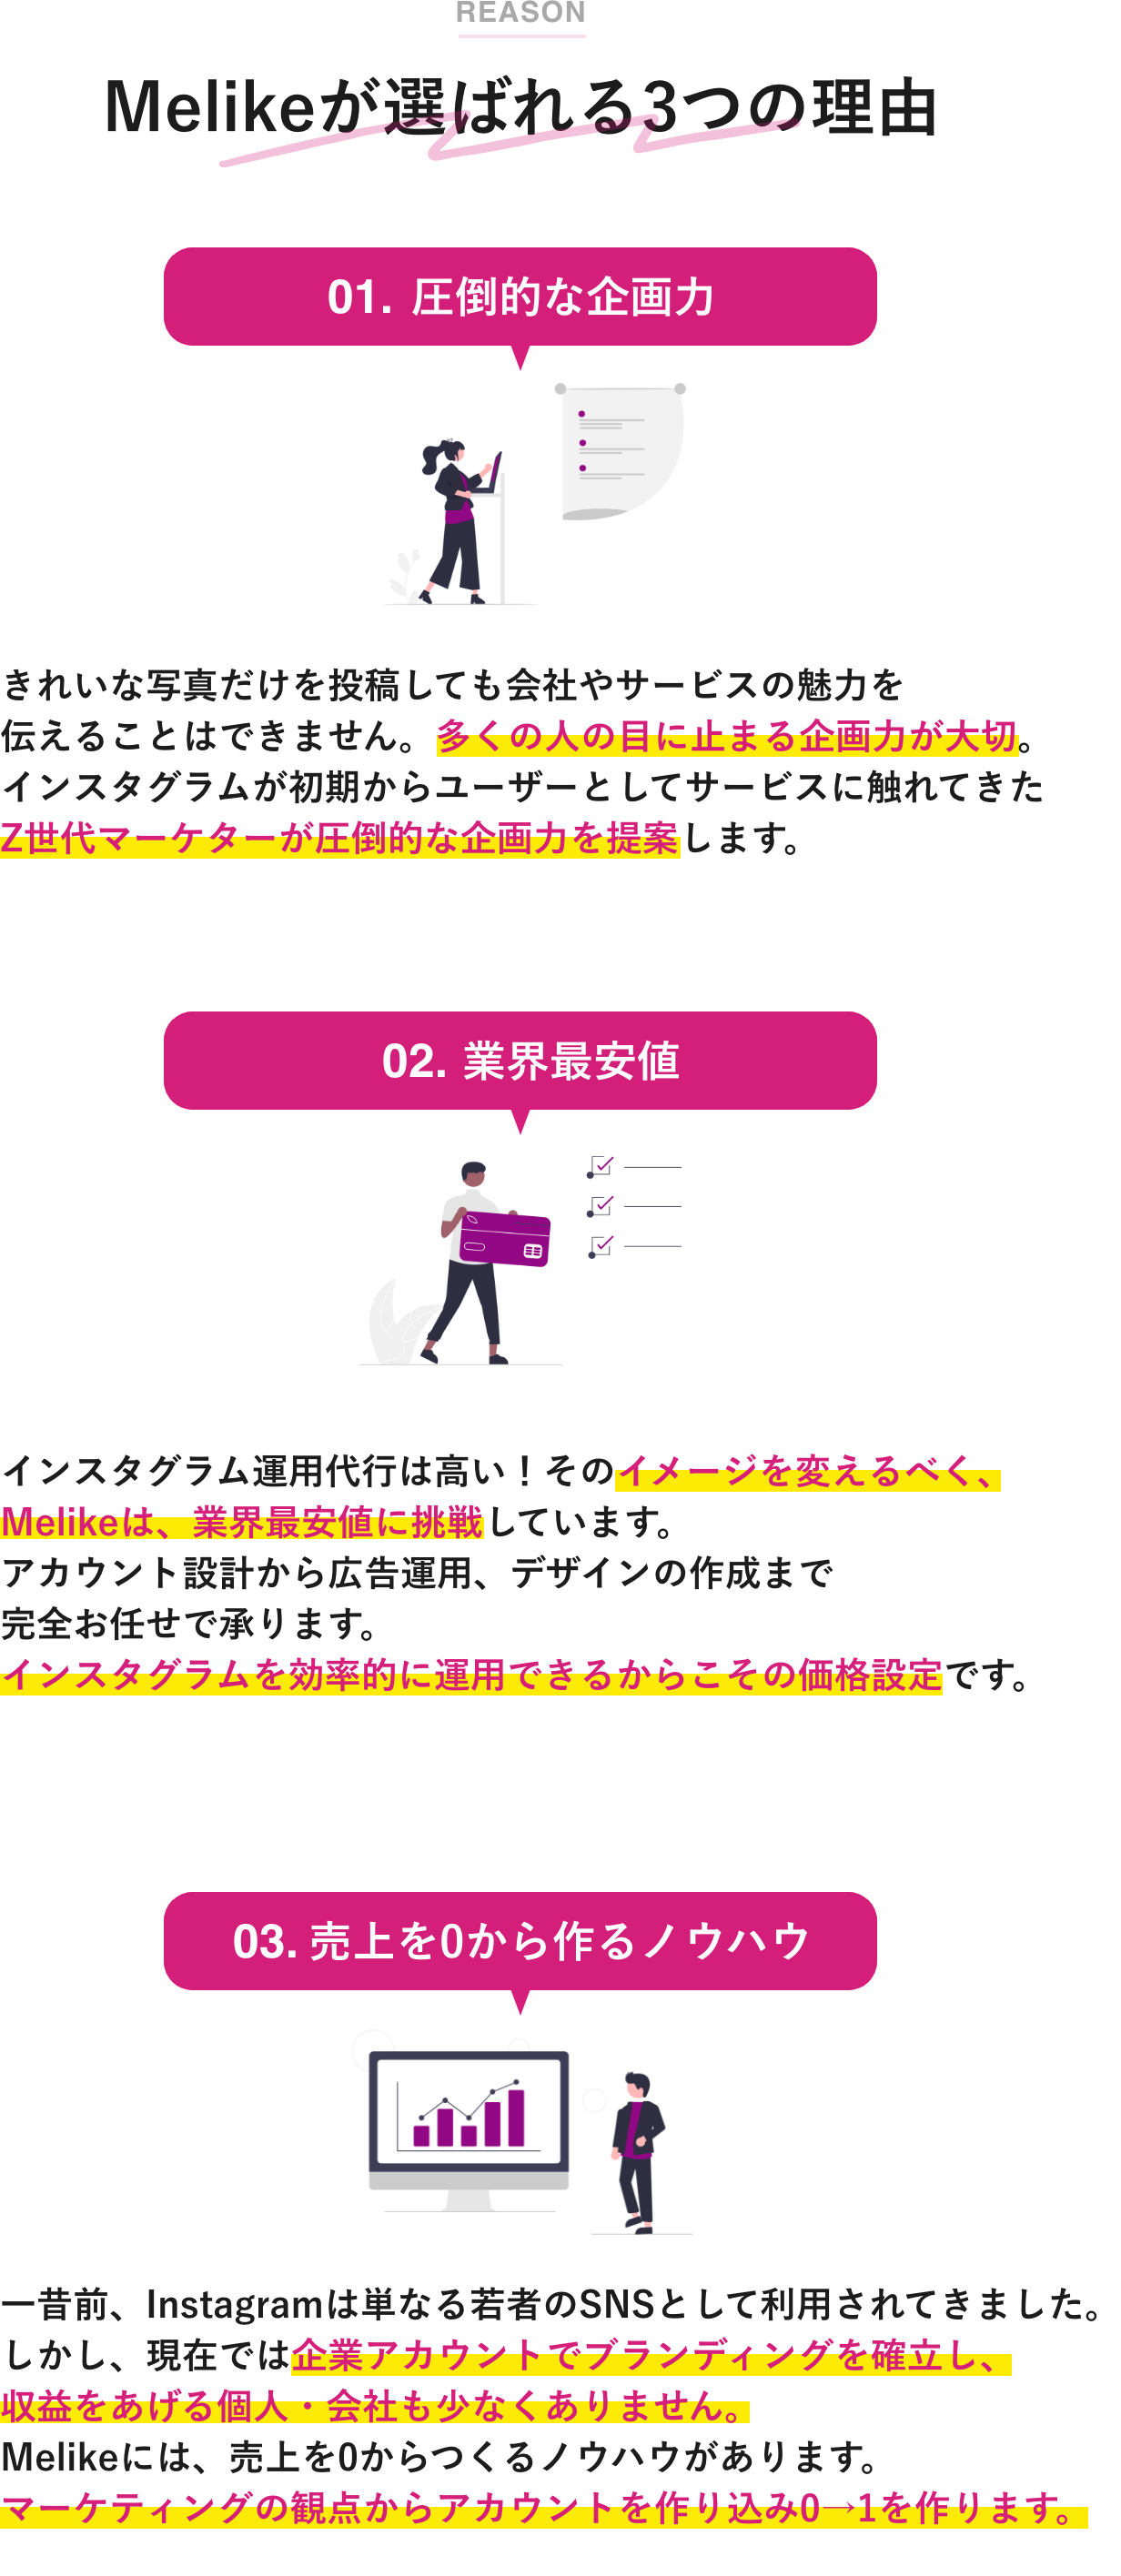 REASON
Melikeが選ばれる3つの理由
01. 圧倒的な企画力
きれいな写真だけを投稿しても会社やサービスの魅力を
伝えることはできません。多くの人の目に止まる企画力が大切。
インスタグラムが初期からユーザーとしてサービスに触れてきた
Z世代マーケターが圧倒的な企画力を提案します。
02. 業界最安値
インスタグラム運用代行は高い！そのイメージを変えるべく、
Melikeは、業界最安値に挑戦しています。
アカウント設計から広告運用、デザインの作成まで
完全お任せで承ります。
インスタグラムを効率的に運用できるからこその価格設定です。
03. 売上を0から作るノウハウ
一昔前、Instagramは単なる若者のSNSとして利用されてきました。
しかし、現在では企業アカウントでブランディングを確立し、
収益をあげる個人・会社も少なくありません。
Melikeには、売上を0からつくるノウハウがあります。
マーケティングの観点からアカウントを作り込み0→1を作ります。